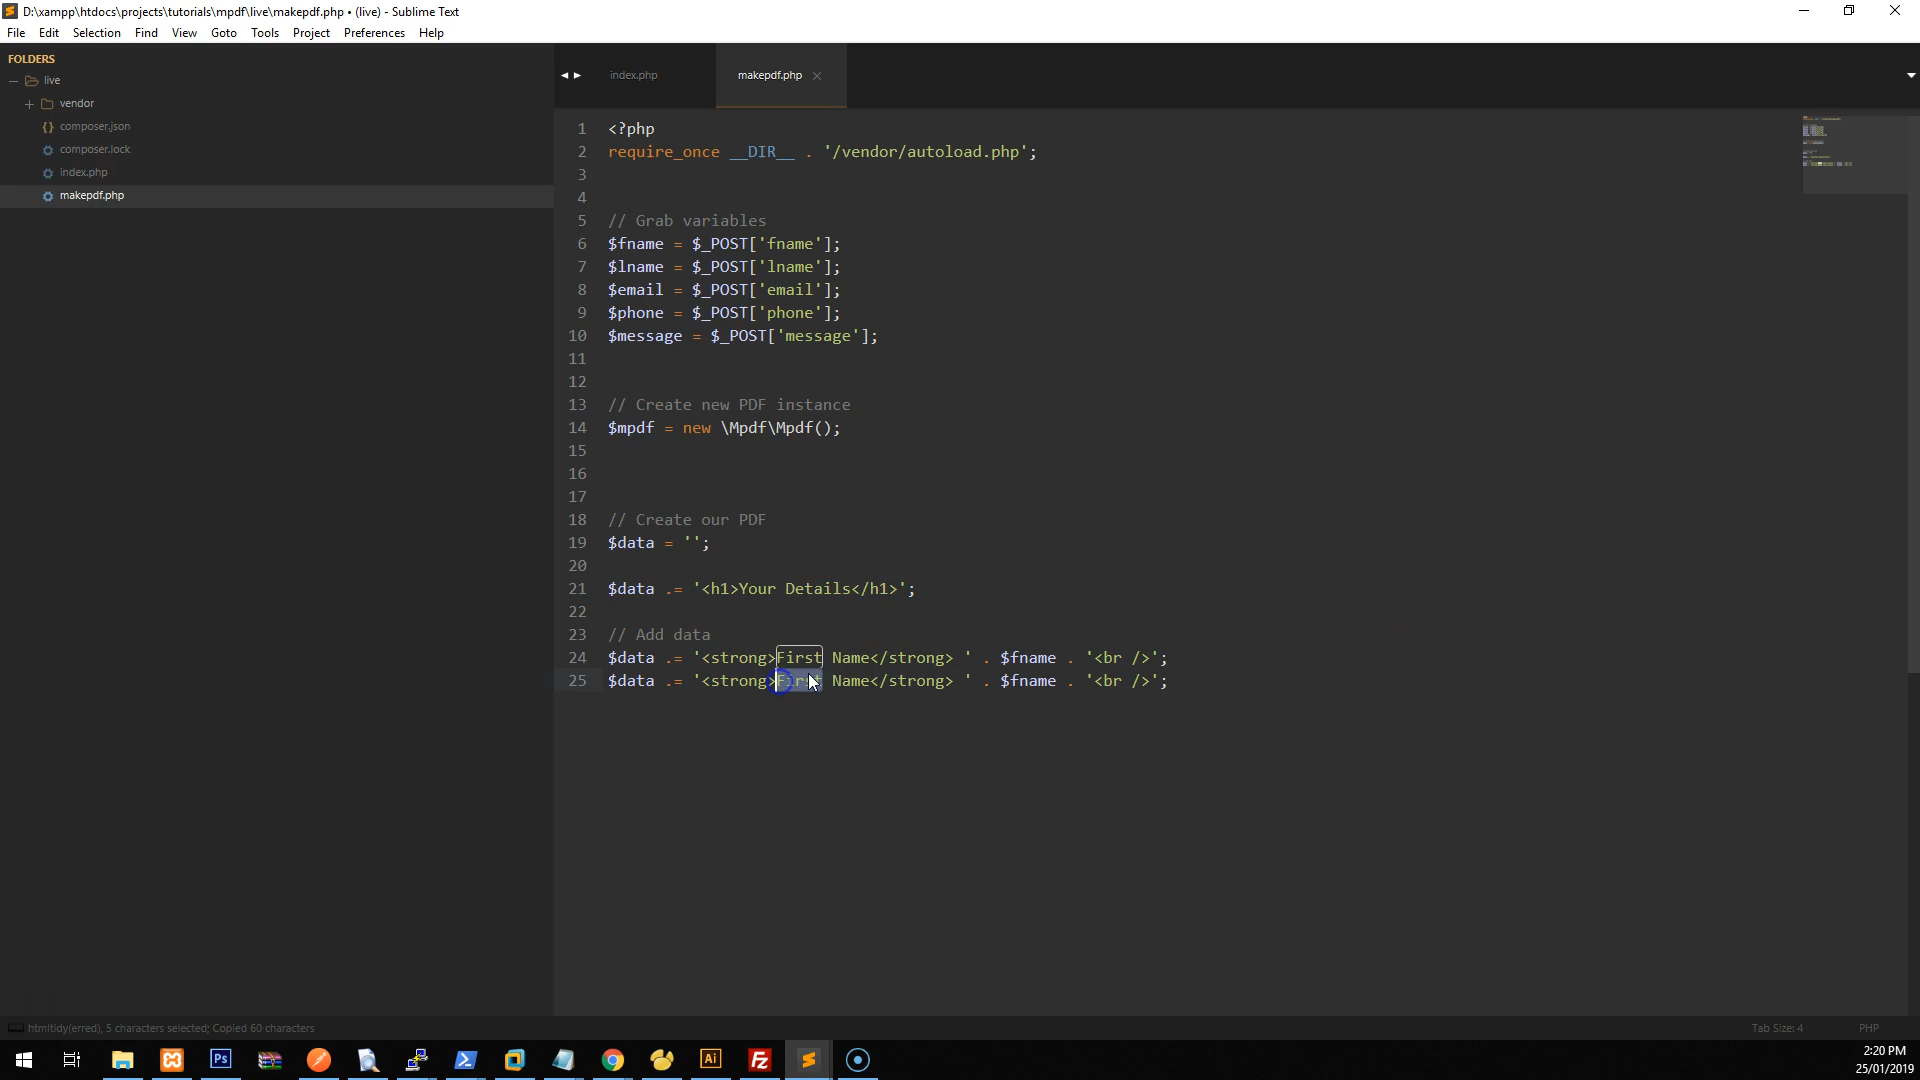 D:\xampp\htdocs\projects\tutorials\mpdf\live\makepdf.php • (live) - Sublime Text
File Edit Selection Find View Goto Tools Project Preferences Help
FOLDERS
live
vendor
composer.json
composer.lock
index.php
makepdf.php
index.php makepdf.php
1 <?php
2 require_once __DIR__ . '/vendor/autoload.php';
3
4
5 // Grab variables
6 $fname = $_POST['fname'];
7 $lname = $_POST['lname'];
8 $email = $_POST['email'];
9 $phone = $_POST['phone'];
10 $message = $_POST['message'];
11
12
13 // Create new PDF instance
14 $mpdf = new \Mpdf\Mpdf();
15
16
17
18 // Create our PDF
19 $data = '';
20
21 $data .= '<h1>Your Details</h1>';
22
23 // Add data
24 $data .= '<strong>First Name</strong> ' . $fname . '<br />';
25 $data .= '<strong>First Name</strong> ' . $fname . '<br />';
htmltidy(erred), 5 characters selected; Copied 60 characters
Tab Size: 4 PHP
Ps Ai Fz
2:20 PM
25/01/2019